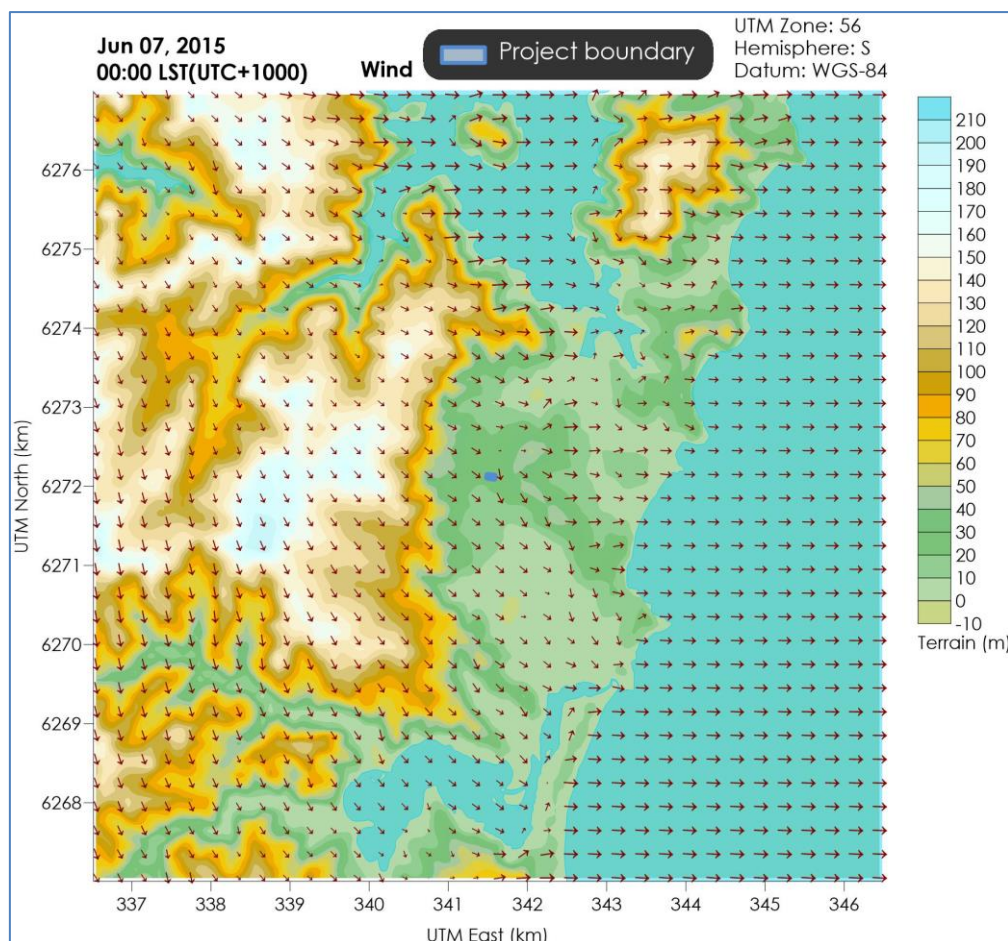 Jun 07, 2015
00:00 LST(UTC+1000)
Wind
Project boundary
UTM Zone: 56
Hemisphere: S
Datum: WGS-84
6276
6275
6274
6273
6272
6271
6270
6269
6268
UTM North (km)
337 338 339 340 341 342 343 344 345 346
UTM East (km)
210
200
190
180
170
160
150
140
130
120
110
100
90
80
70
60
50
40
30
20
10
0
-10
Terrain (m)